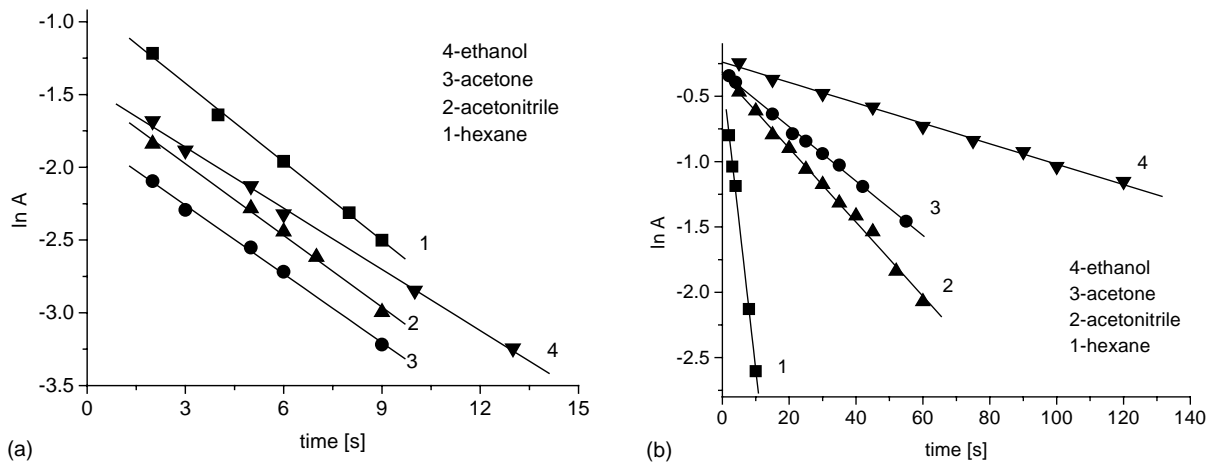 -1.0
-1.5
-2.0
-2.5
-3.0
-3.5
ln A
4-ethanol
3-acetone
2-acetonitrile
1-hexane
1
2
3
4
0 3 6 9 12 15
time [s]
(a)
-0.5
-1.0
-1.5
-2.0
-2.5
ln A
4
3
2
1
4-ethanol
3-acetone
2-acetonitrile
1-hexane
0 20 40 60 80 100 120 140
time [s]
(b)